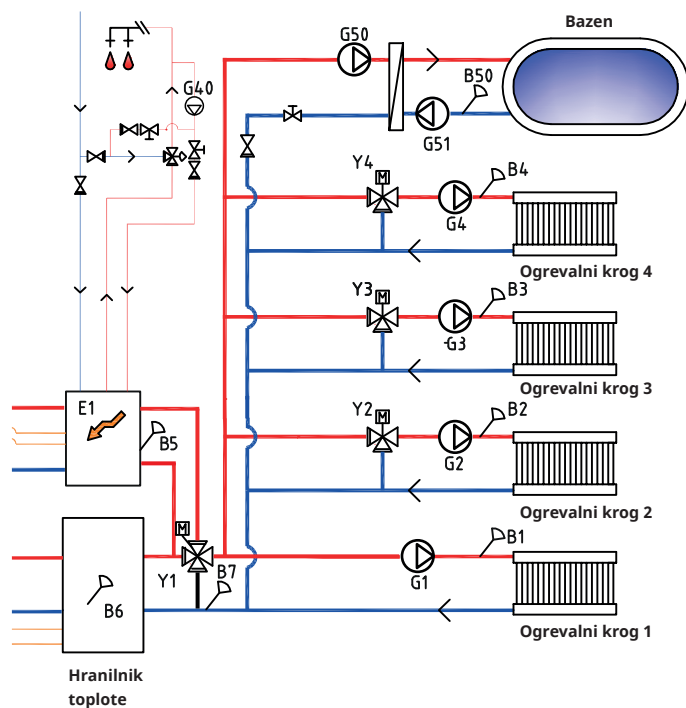 Bazen
G50
B50
G40
G51
Y4
B4
G4
Ogrevalni krog 4
Y3
M
B3
G3
Ogrevalni krog 3
Y2
M
B2
G2
Ogrevalni krog 2
E1
B5
M
Y1
B7
B1
G1
Ogrevalni krog 1
B6
M
Hranilnik
toplote